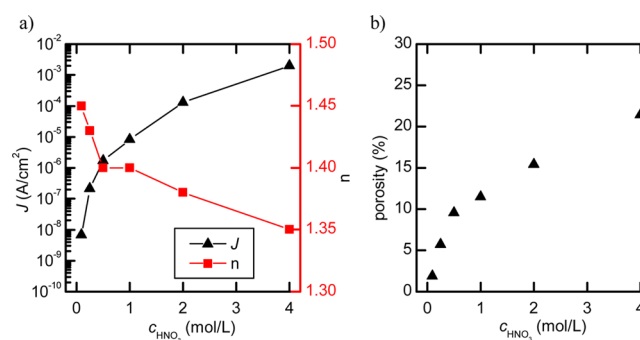 a)
10⁻²
10⁻³
10⁻⁴
10⁻⁵
10⁻⁶
10⁻⁷
10⁻⁸
10⁻⁹
10⁻¹⁰
J (A/cm²)
J
n
1.50
1.45
1.40
1.35
1.30
n
0 1 2 3 4
c_HNO₃ (mol/L)
b)
30
25
20
15
10
5
0
porosity (%)
0 1 2 3 4
c_HNO₃ (mol/L)